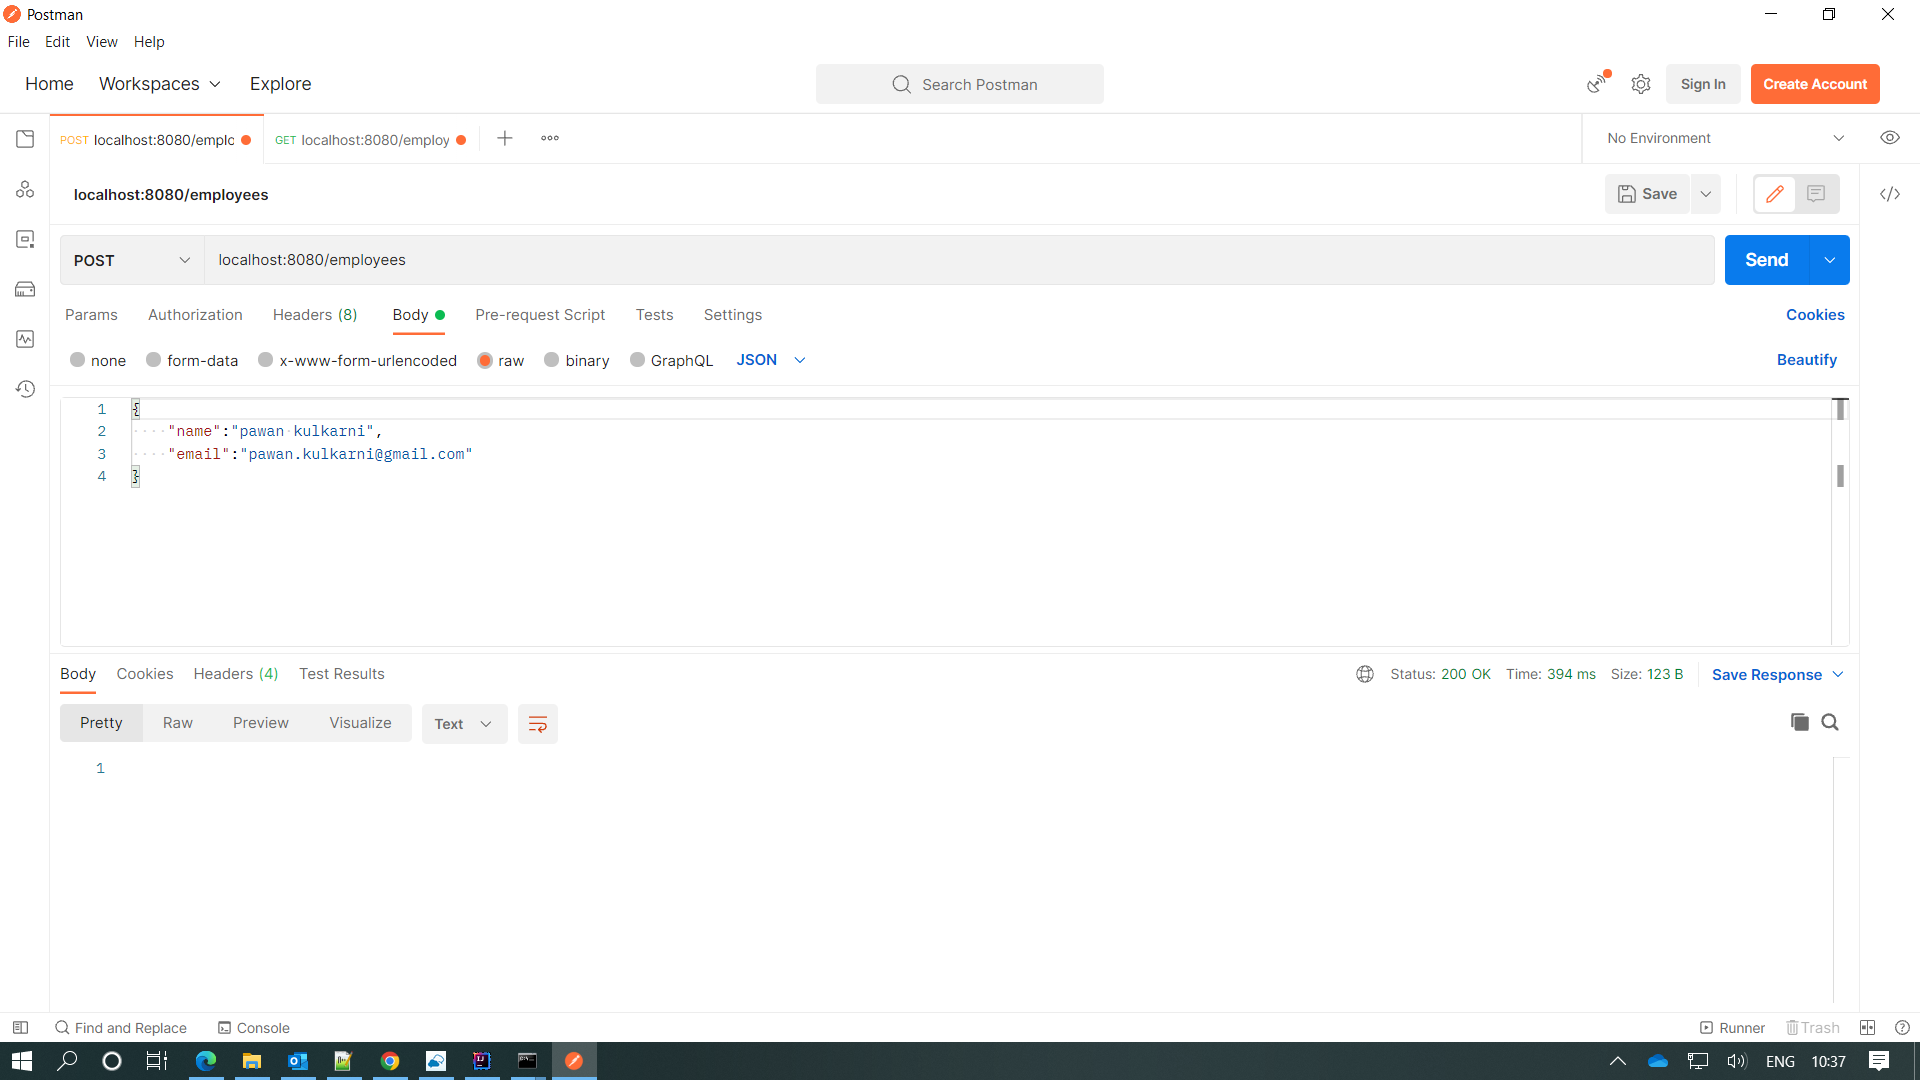 Postman
File Edit View Help
Home Workspaces Explore Search Postman Sign In Create Account
POST localhost:8080/emplc GET localhost:8080/employ No Environment
localhost:8080/employees Save
POST localhost:8080/employees Send
Params Authorization Headers (8) Body Pre-request Script Tests Settings Cookies
none form-data x-www-form-urlencoded raw binary GraphQL JSON Beautify
1 {
2 "name":"pawan kulkarni",
3 "email":"pawan.kulkarni@gmail.com"
4 }
Body Cookies Headers (4) Test Results Status: 200 OK Time: 394 ms Size: 123 B Save Response
Pretty Raw Preview Visualize Text
1
Find and Replace Console Runner Trash
ENG 10:37